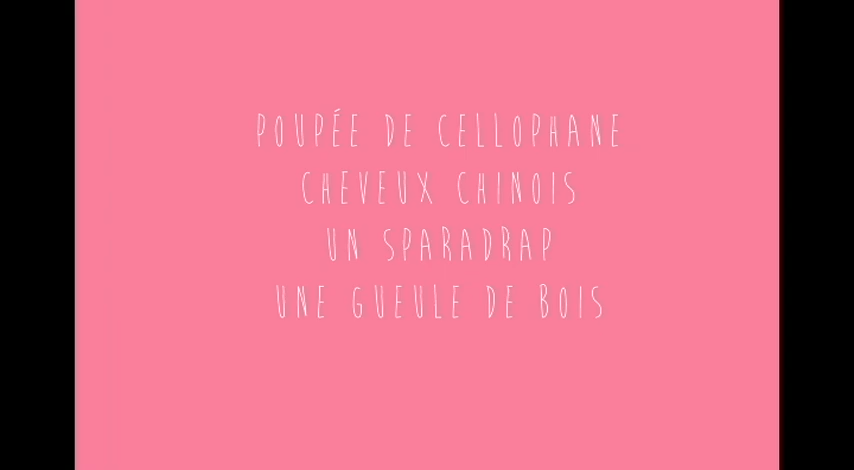 POUPÉE DE CELLOPHANE
CHEVEUX CHINOIS
UN SPARADRAP
UNE GUEULE DE BOIS